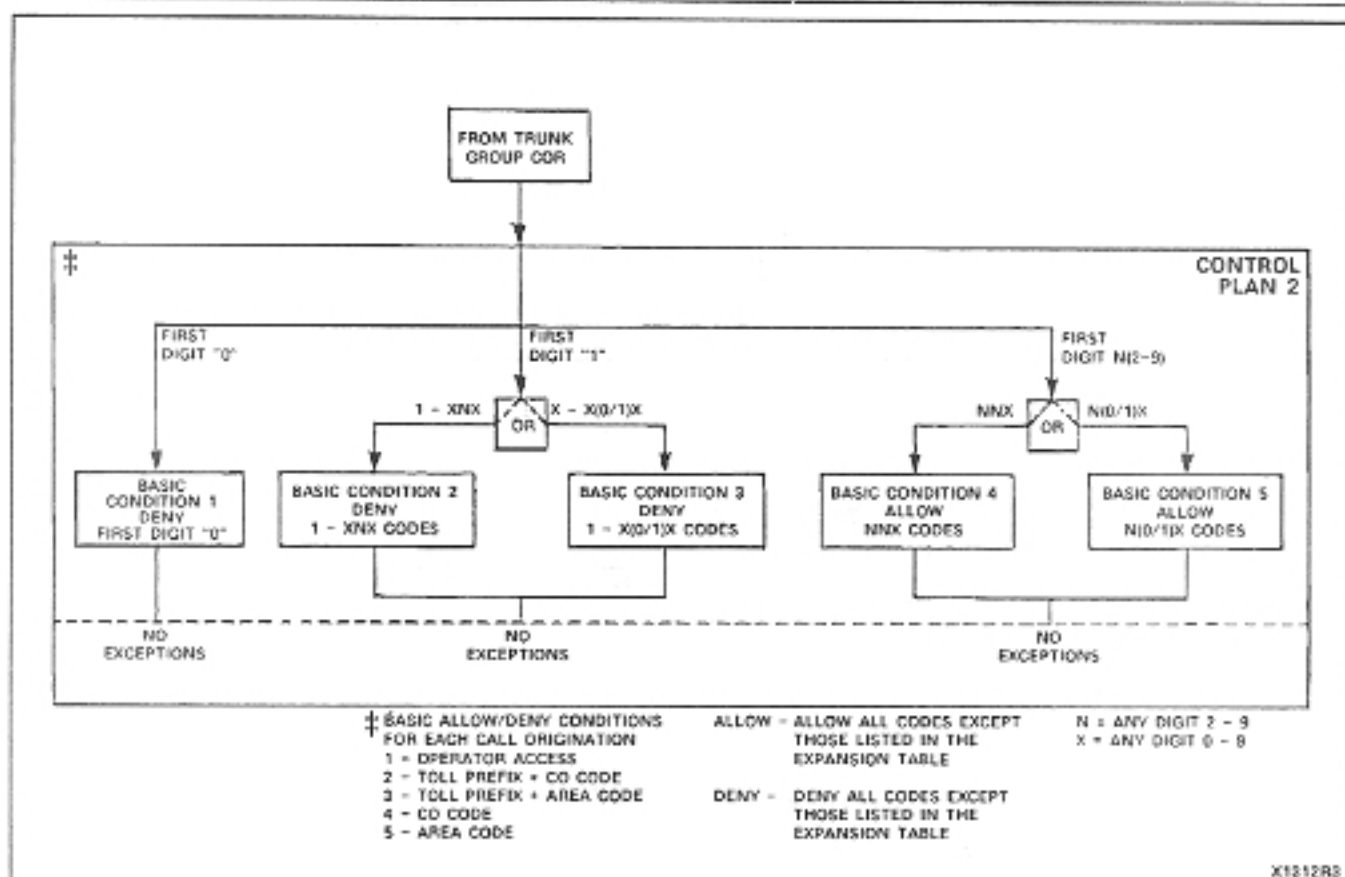 FROM TRUNK
GROUP COR
‡
CONTROL
PLAN 2
FIRST
DIGIT "0"
FIRST
DIGIT "1"
FIRST
DIGIT N(2-9)
1 - XNX
OR
X - X(0/1)X
NNX
OR
N(0/1)X
BASIC
CONDITION 1
DENY
FIRST DIGIT "0"
BASIC CONDITION 2
DENY
1 - XNX CODES
BASIC CONDITION 3
DENY
1 - X(0/1)X CODES
BASIC CONDITION 4
ALLOW
NNX CODES
BASIC CONDITION 5
ALLOW
N(0/1)X CODES
NO
EXCEPTIONS
NO
EXCEPTIONS
NO
EXCEPTIONS
‡ BASIC ALLOW/DENY CONDITIONS
FOR EACH CALL ORIGINATION
1 - OPERATOR ACCESS
2 - TOLL PREFIX + CO CODE
3 - TOLL PREFIX + AREA CODE
4 - CO CODE
5 - AREA CODE
ALLOW - ALLOW ALL CODES EXCEPT
THOSE LISTED IN THE
EXPANSION TABLE
DENY - DENY ALL CODES EXCEPT
THOSE LISTED IN THE
EXPANSION TABLE
N = ANY DIGIT 2 - 9
X = ANY DIGIT 0 - 9
X1312R3